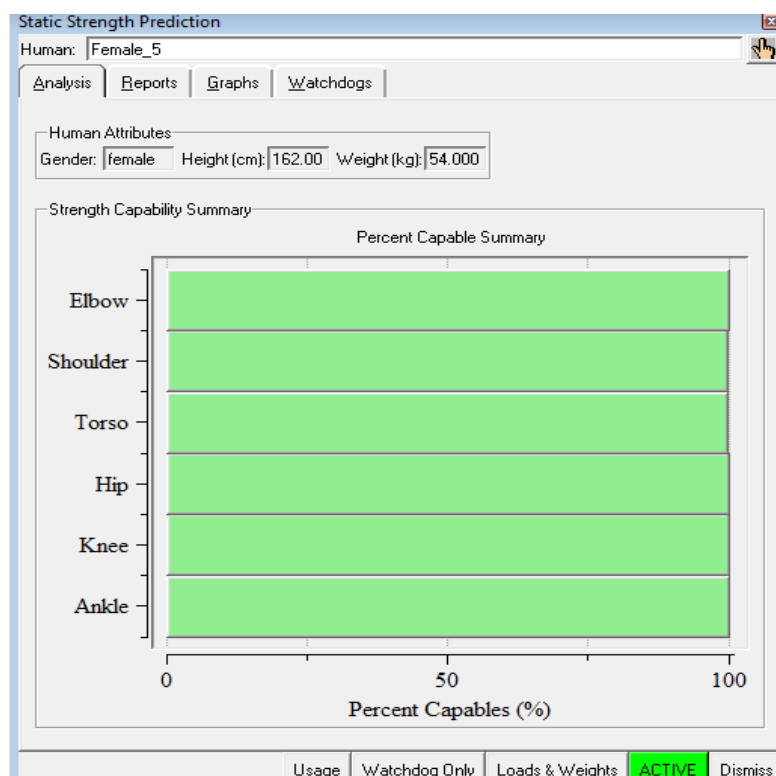 Static Strength Prediction
Human: Female_5
Analysis Reports Graphs Watchdogs
Human Attributes
Gender: female Height (cm): 162.00 Weight (kg): 54.000
Strength Capability Summary
Percent Capable Summary
Elbow
Shoulder
Torso
Hip
Knee
Ankle
0 50 100
Percent Capables (%)
Usage Watchdog Only Loads & Weights ACTIVE Dismiss